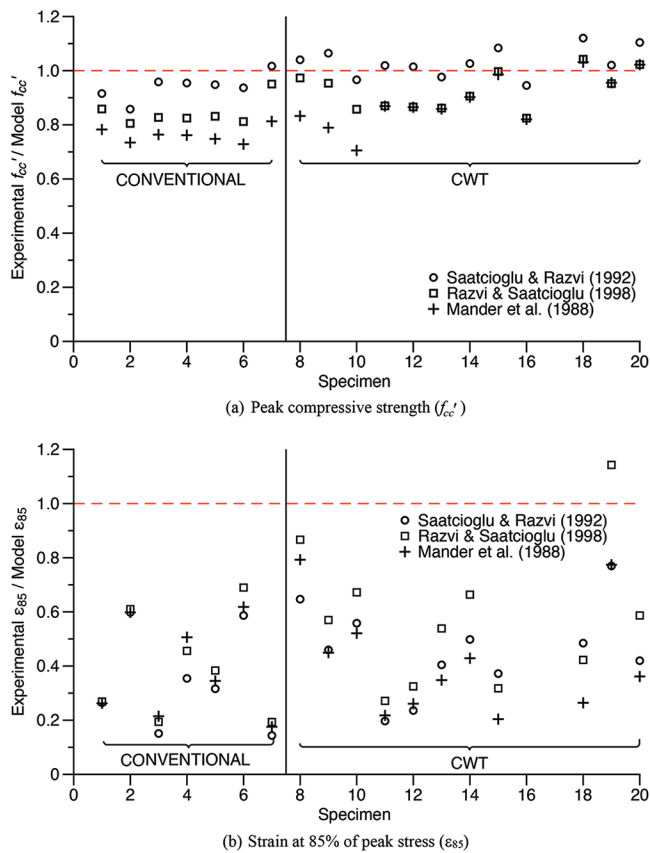 1.2
1.0
0.8
0.6
0.4
0.2
0
Experimental fcc′ / Model fcc′
CONVENTIONAL
CWT
Saatcioglu & Razvi (1992)
Razvi & Saatcioglu (1998)
Mander et al. (1988)
0 2 4 6 8 10 12 14 16 18 20
Specimen
(a) Peak compressive strength (fcc′)
1.2
1.0
0.8
0.6
0.4
0.2
0
Experimental ε85 / Model ε85
Saatcioglu & Razvi (1992)
Razvi & Saatcioglu (1998)
Mander et al. (1988)
CONVENTIONAL
CWT
0 2 4 6 8 10 12 14 16 18 20
Specimen
(b) Strain at 85% of peak stress (ε85)